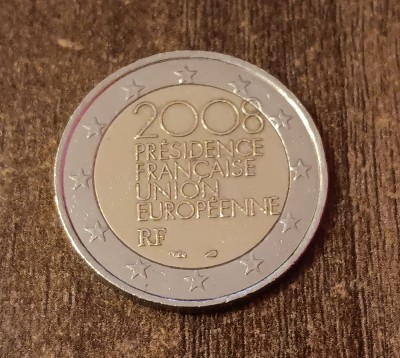 2008
PRÉSIDENCE
FRANÇAISE
UNION
EUROPÉENNE
RF